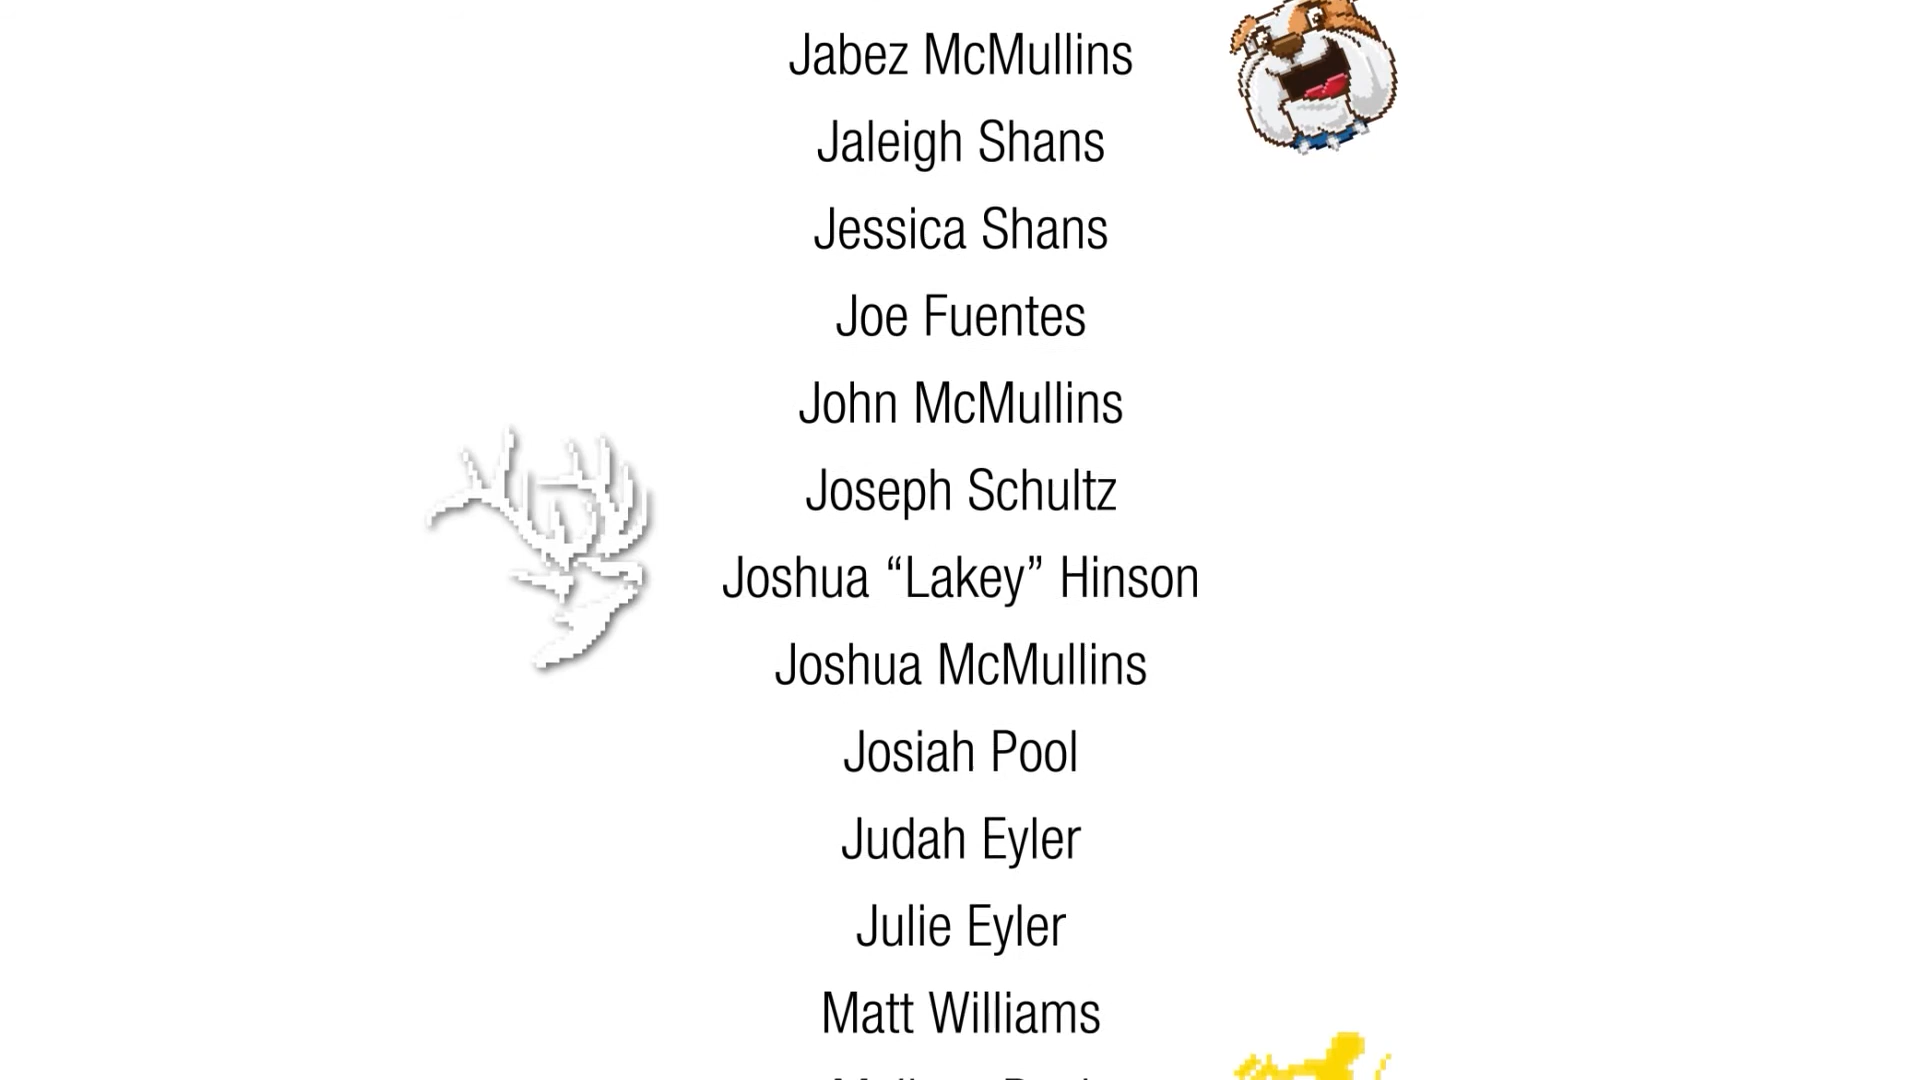 Jabez McMullins
Jaleigh Shans
Jessica Shans
Joe Fuentes
John McMullins
Joseph Schultz
Joshua “Lakey” Hinson
Joshua McMullins
Josiah Pool
Judah Eyler
Julie Eyler
Matt Williams